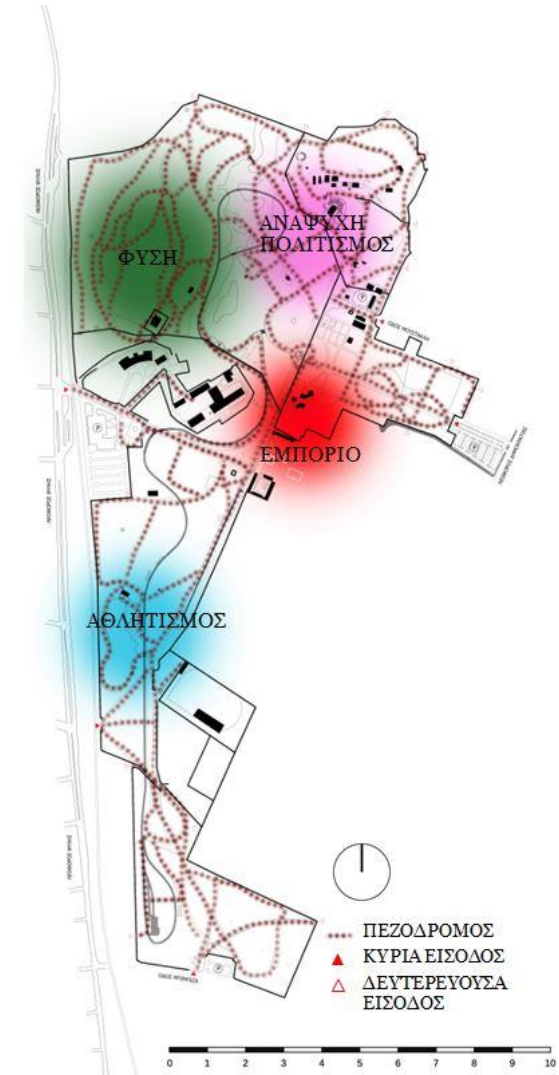 ΑΝΑΨΥΧΗ
ΠΟΛΙΤΙΣΜΟΣ
ΦΥΣΗ
P
P
P
ΕΜΠΟΡΙΟ
ΑΘΛΗΤΙΣΜΟΣ
P
ΠΕΖΟΔΡΟΜΟΣ
ΚΥΡΙΑ ΕΙΣΟΔΟΣ
ΔΕΥΤΕΡΕΥΟΥΣΑ
ΕΙΣΟΔΟΣ
0 1 2 3 4 5 6 7 8 9 10